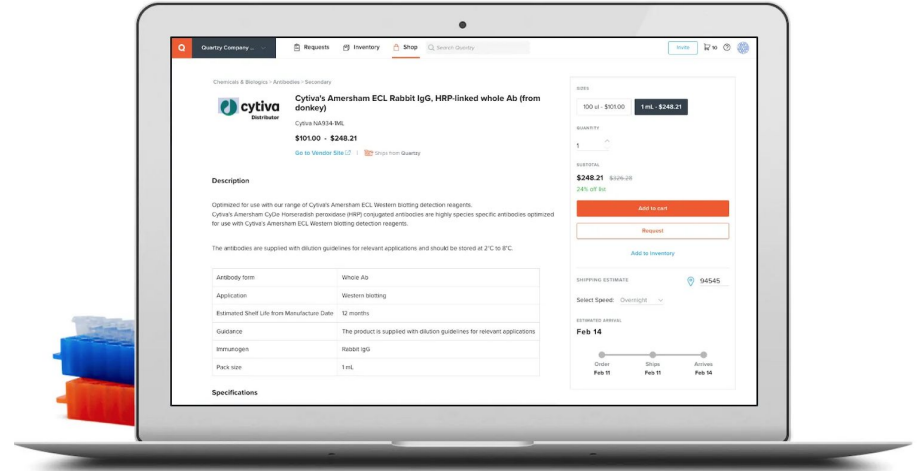 Q
Quartzy Company ...
Requests
Inventory
Shop
Search Quartzy
Invite
10
Chemicals & Biologics > Antibodies > Secondary
cytiva
Distributor
Cytiva's Amersham ECL Rabbit IgG, HRP-linked whole Ab (from
donkey)
Cytiva NA934-1ML
$101.00 - $248.21
Go to Vendor Site
Ships from Quartzy
Description
Optimized for use with our range of Cytiva's Amersham ECL Western blotting detection reagents.
Cytiva's Amersham CyDe Horseradish peroxidase (HRP) conjugated antibodies are highly species specific antibodies optimized
for use with Cytiva's Amersham ECL Western blotting detection reagents.
The antibodies are supplied with dilution guidelines for relevant applications and should be stored at 2°C to 8°C.
Antibody form Whole Ab
Application Western blotting
Estimated Shelf Life from Manufacture Date 12 months
Guidance The product is supplied with dilution guidelines for relevant applications
Immunogen Rabbit IgG
Pack size 1 mL
Specifications
SIZES
100 ul - $101.00
1 mL - $248.21
QUANTITY
1
SUBTOTAL
$248.21 $326.28
24% off list
Add to cart
Request
Add to Inventory
SHIPPING ESTIMATE
94545
Select Speed: Overnight
ESTIMATED ARRIVAL
Feb 14
Order Ships Arrives
Feb 11 Feb 11 Feb 14